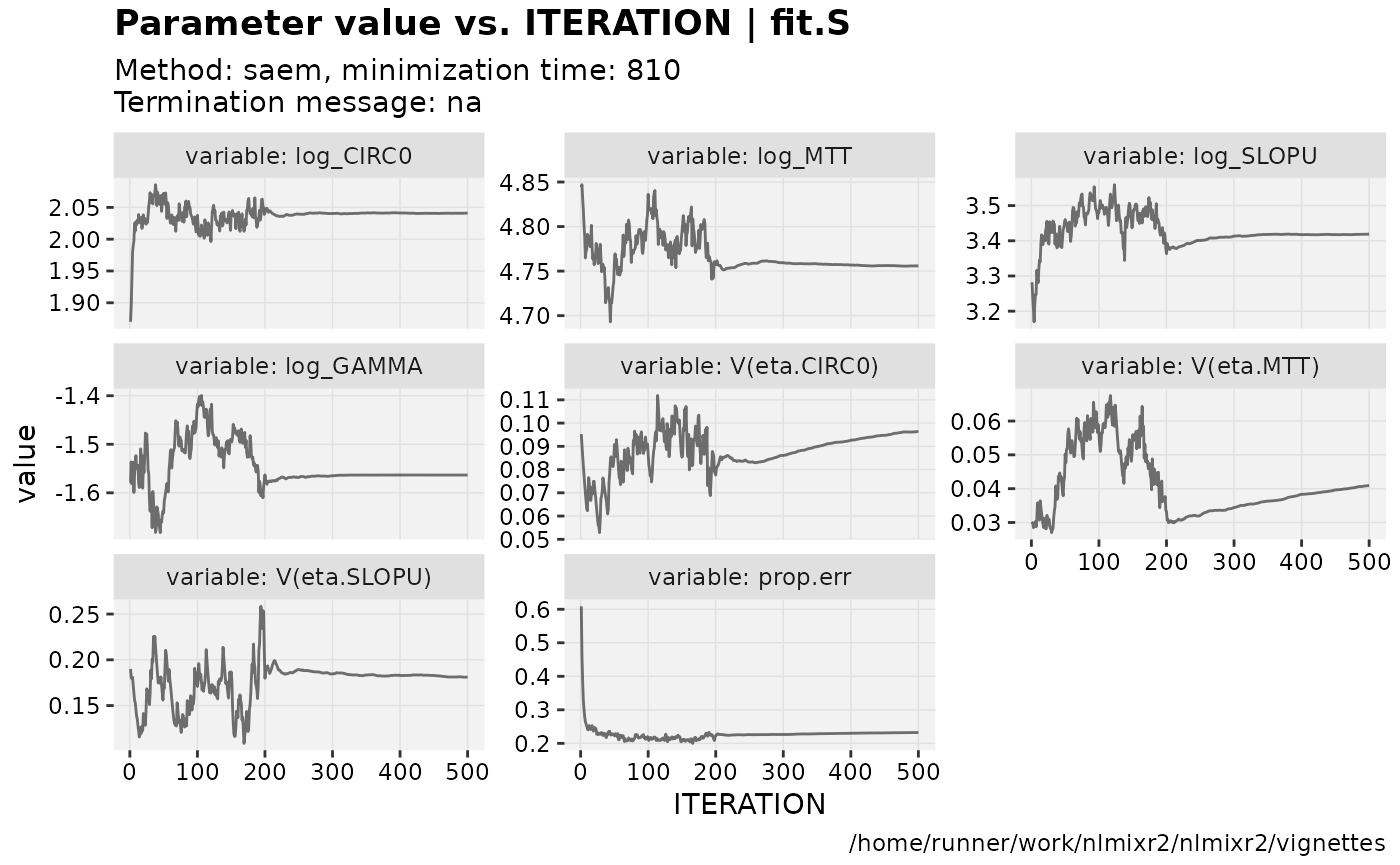 Parameter value vs. ITERATION | fit.S
Method: saem, minimization time: 810
Termination message: na
variable: log_CIRC0
variable: log_MTT
variable: log_SLOPU
2.05
2.00
1.95
1.90
4.85
4.80
4.75
4.70
3.5
3.4
3.3
3.2
variable: log_GAMMA
variable: V(eta.CIRC0)
variable: V(eta.MTT)
-1.4
-1.5
-1.6
0.11
0.10
0.09
0.08
0.07
0.06
0.05
0.06
0.05
0.04
0.03
0 100 200 300 400 500
value
variable: V(eta.SLOPU)
variable: prop.err
0.25
0.20
0.15
0.6
0.5
0.4
0.3
0.2
0 100 200 300 400 500
0 100 200 300 400 500
ITERATION
/home/runner/work/nlmixr2/nlmixr2/vignettes